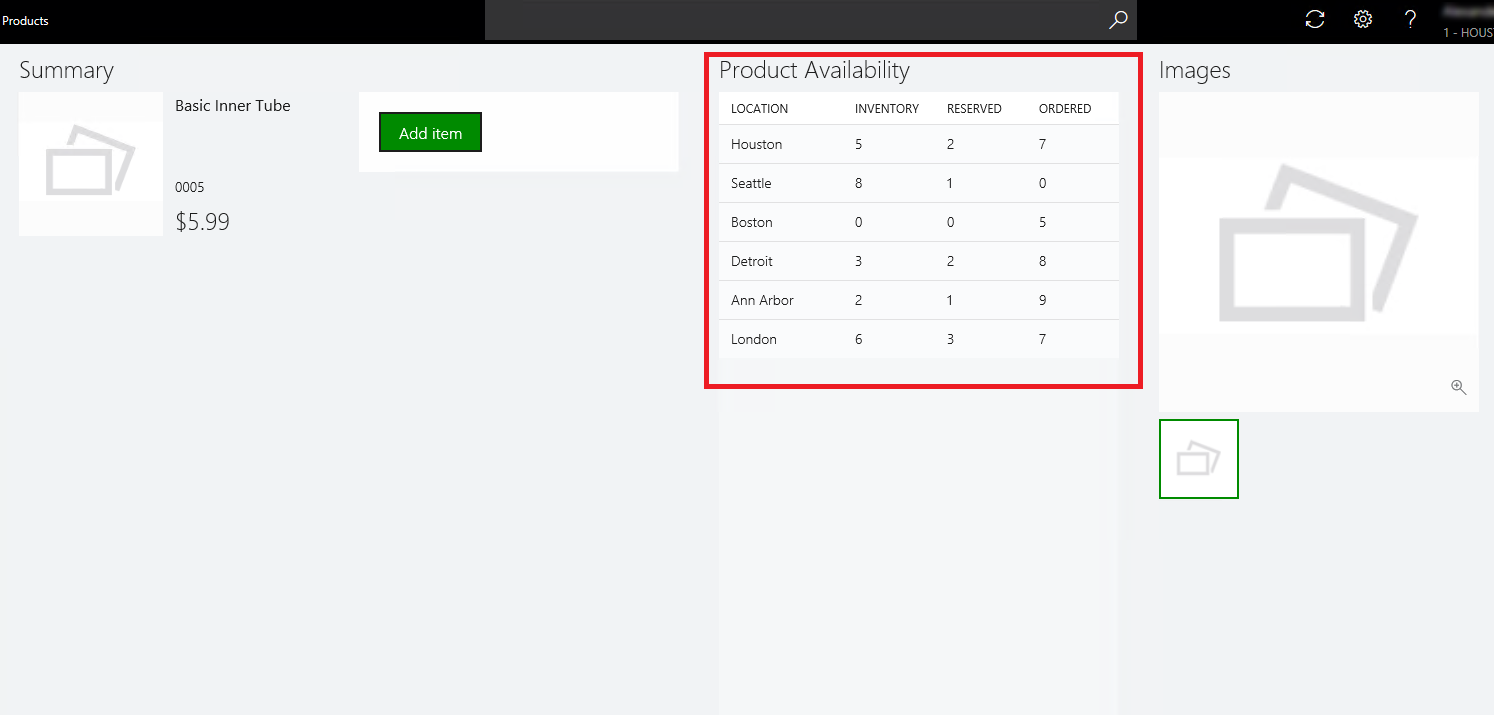 Products
?
1 - HOUST
Summary
Basic Inner Tube
0005
$5.99
Add item
Product Availability
LOCATION INVENTORY RESERVED ORDERED
Houston 5 2 7
Seattle 8 1 0
Boston 0 0 5
Detroit 3 2 8
Ann Arbor 2 1 9
London 6 3 7
Images